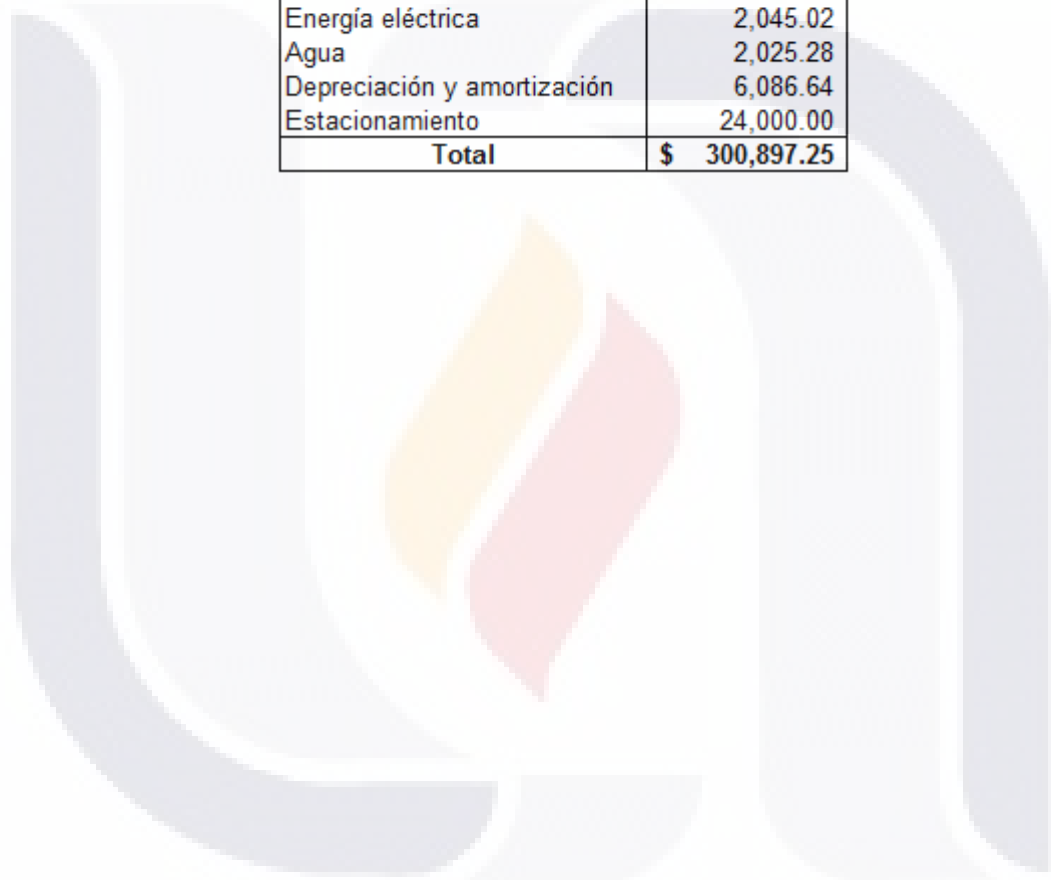 Energía eléctrica 2,045.02
Agua 2,025.28
Depreciación y amortización 6,086.64
Estacionamiento 24,000.00
Total $ 300,897.25